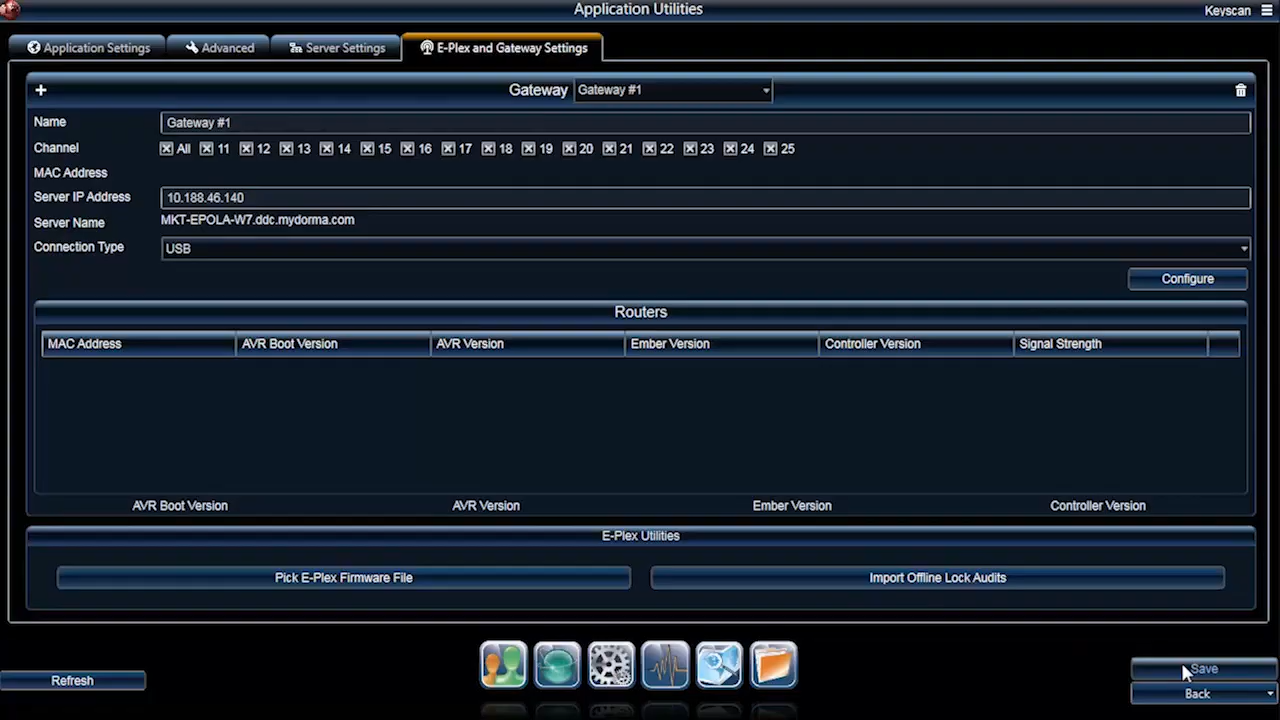 Application Utilities
Keyscan
Application Settings
Advanced
Server Settings
E-Plex and Gateway Settings
Gateway Gateway #1
Name Gateway #1
Channel All 11 12 13 14 15 16 17 18 19 20 21 22 23 24 25
MAC Address
Server IP Address 10.188.46.140
Server Name MKT-EPOLA-W7.ddc.mydorma.com
Connection Type USB
Configure
Routers
MAC Address AVR Boot Version AVR Version Ember Version Controller Version Signal Strength
AVR Boot Version AVR Version Ember Version Controller Version
E-Plex Utilities
Pick E-Plex Firmware File Import Offline Lock Audits
Refresh
Save
Back